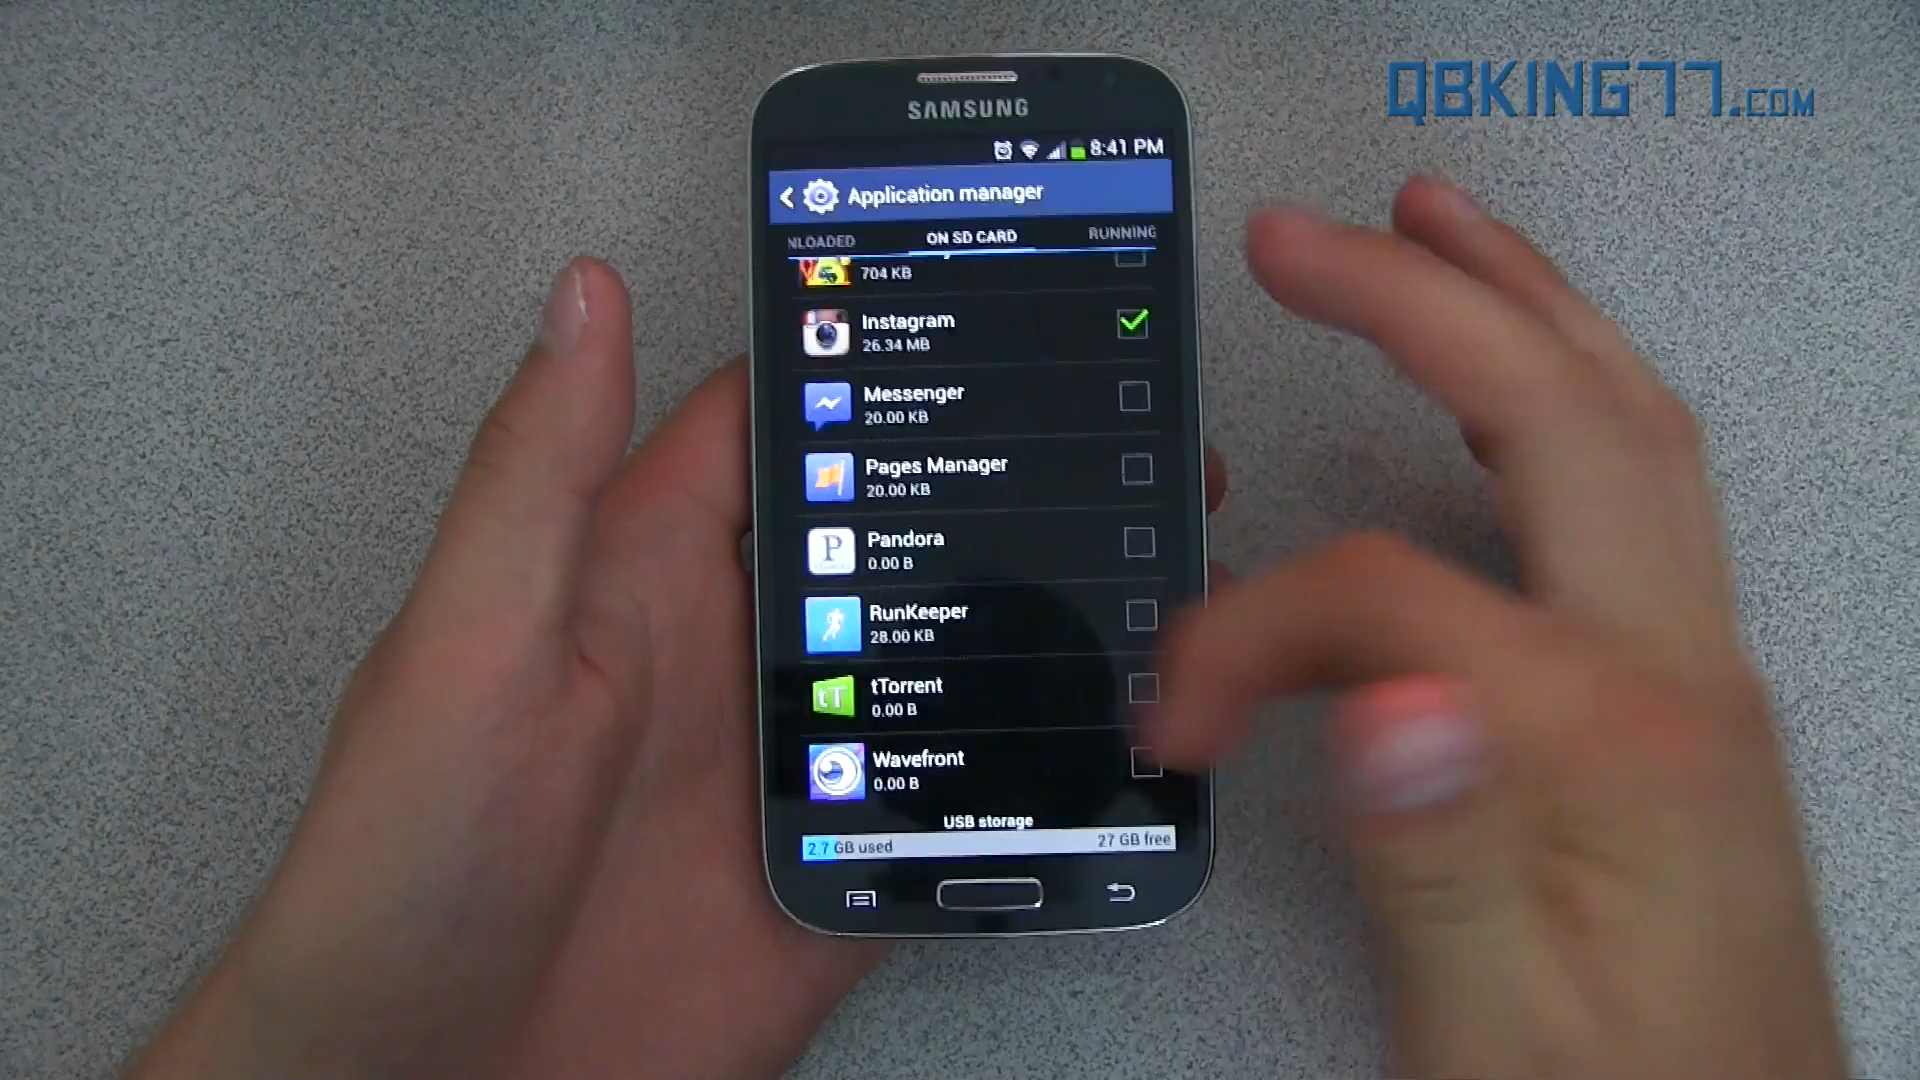 QBKING77.COM
SAMSUNG
8:41 PM
Application manager
NLOADED
ON SD CARD
RUNNING
704 KB
Instagram
26.34 MB
Messenger
20.00 KB
Pages Manager
20.00 KB
P
Pandora
0.00 B
RunKeeper
28.00 KB
tT
tTorrent
0.00 B
Wavefront
0.00 B
USB storage
2.7 GB used
27 GB free